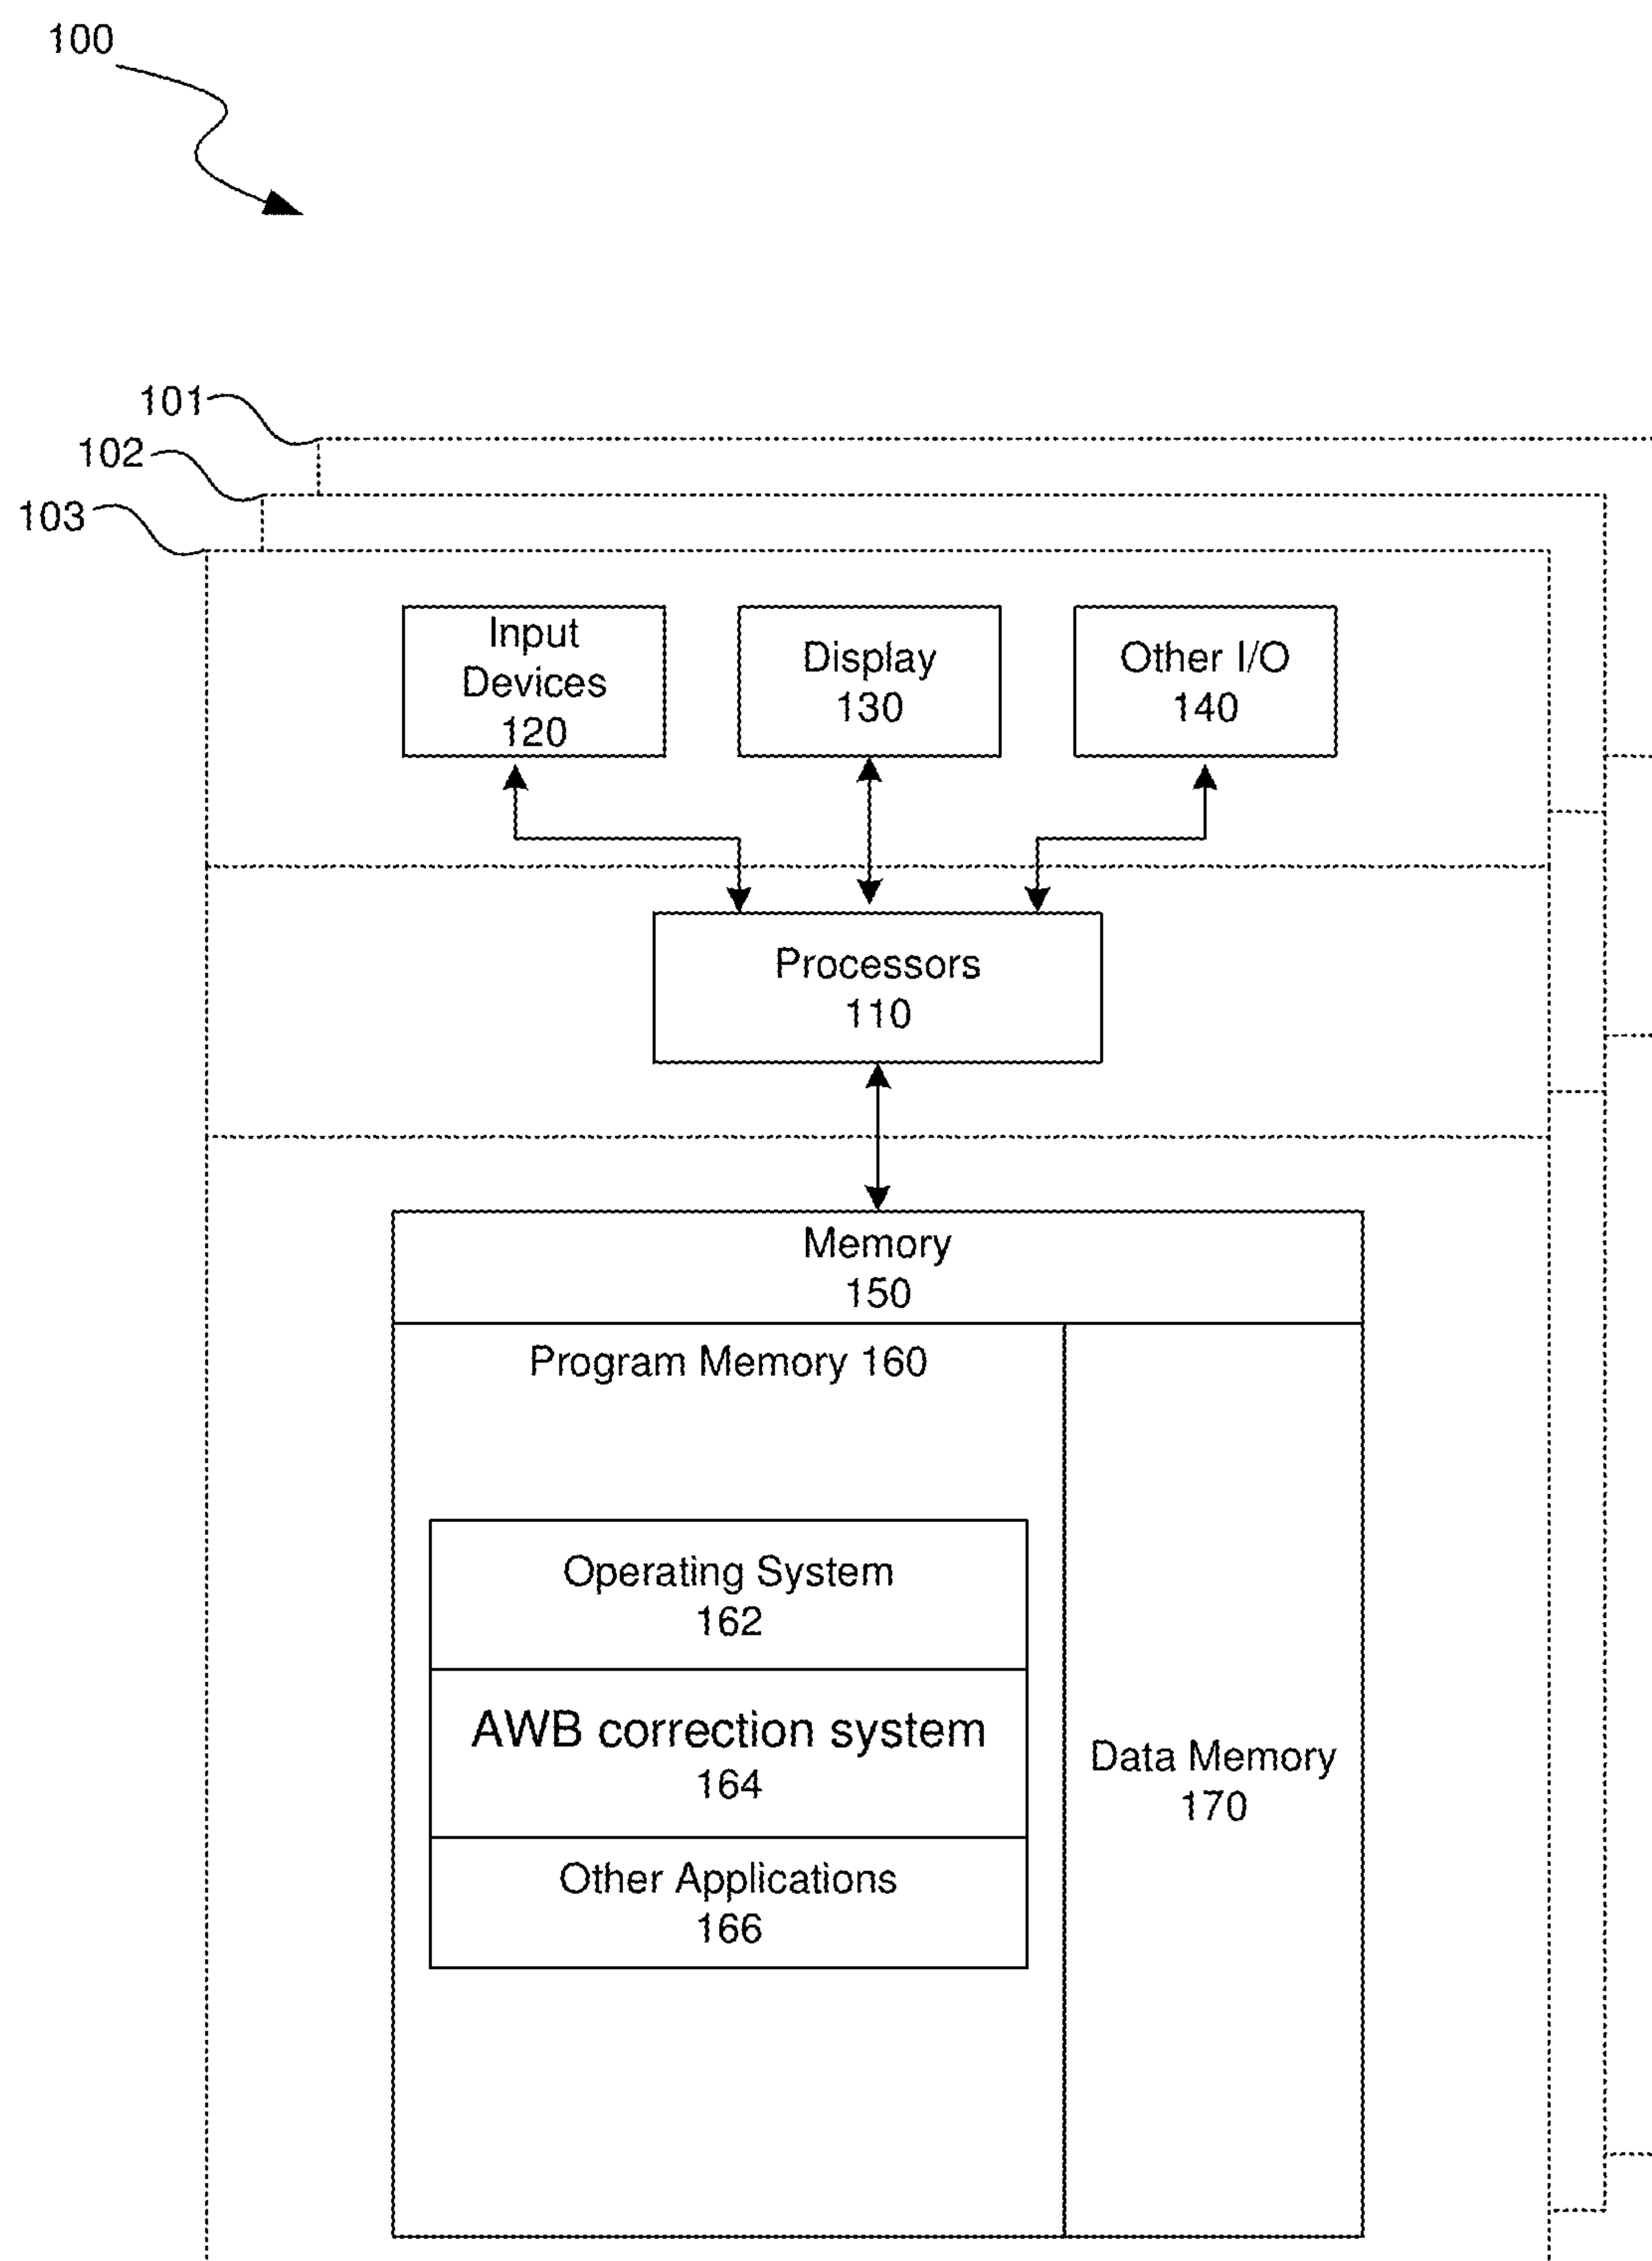 100
101
102
103
Input
Devices
120
Display
130
Other I/O
140
Processors
110
Memory
150
Program Memory 160
Operating System
162
AWB correction system
164
Other Applications
166
Data Memory
170